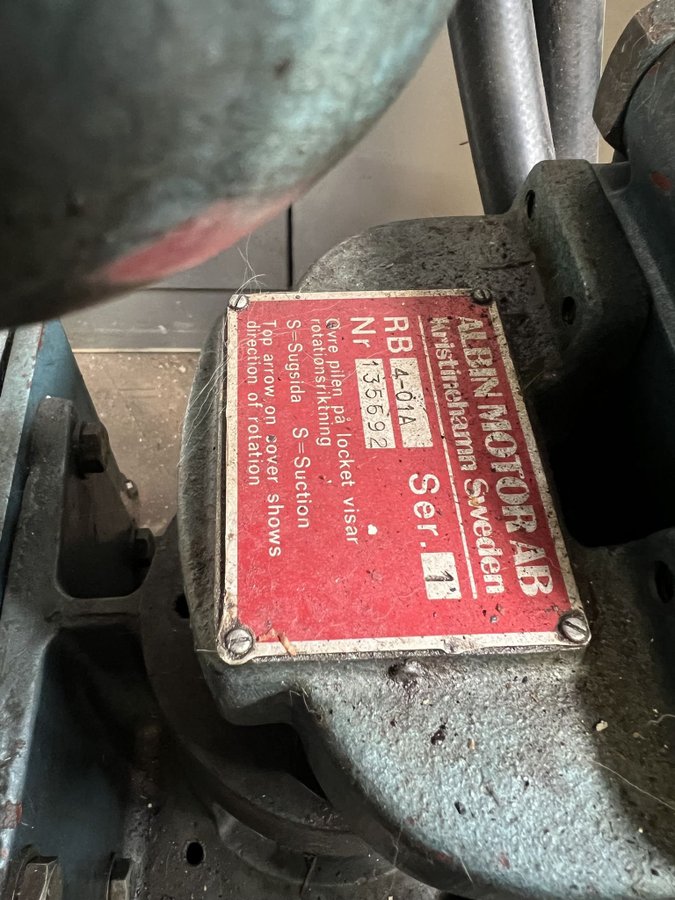 ALBIN MOTOR AB
Kristinehamn Sweden
RB 4-01A Ser. 1
Nr 135592
Övre pilen på locket visar
rotationsriktning
S=Sugsida S=Suction
Top arrow on cover shows
direction of rotation